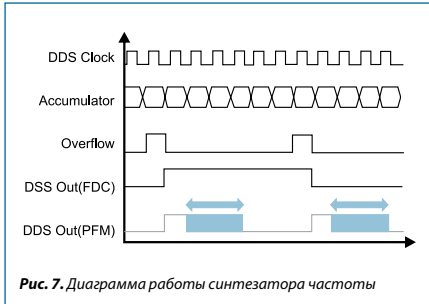 DDS Clock
Accumulator
Overflow
DSS Out(FDC)
DDS Out(PFM)
Рис. 7. Диаграмма работы синтезатора частоты